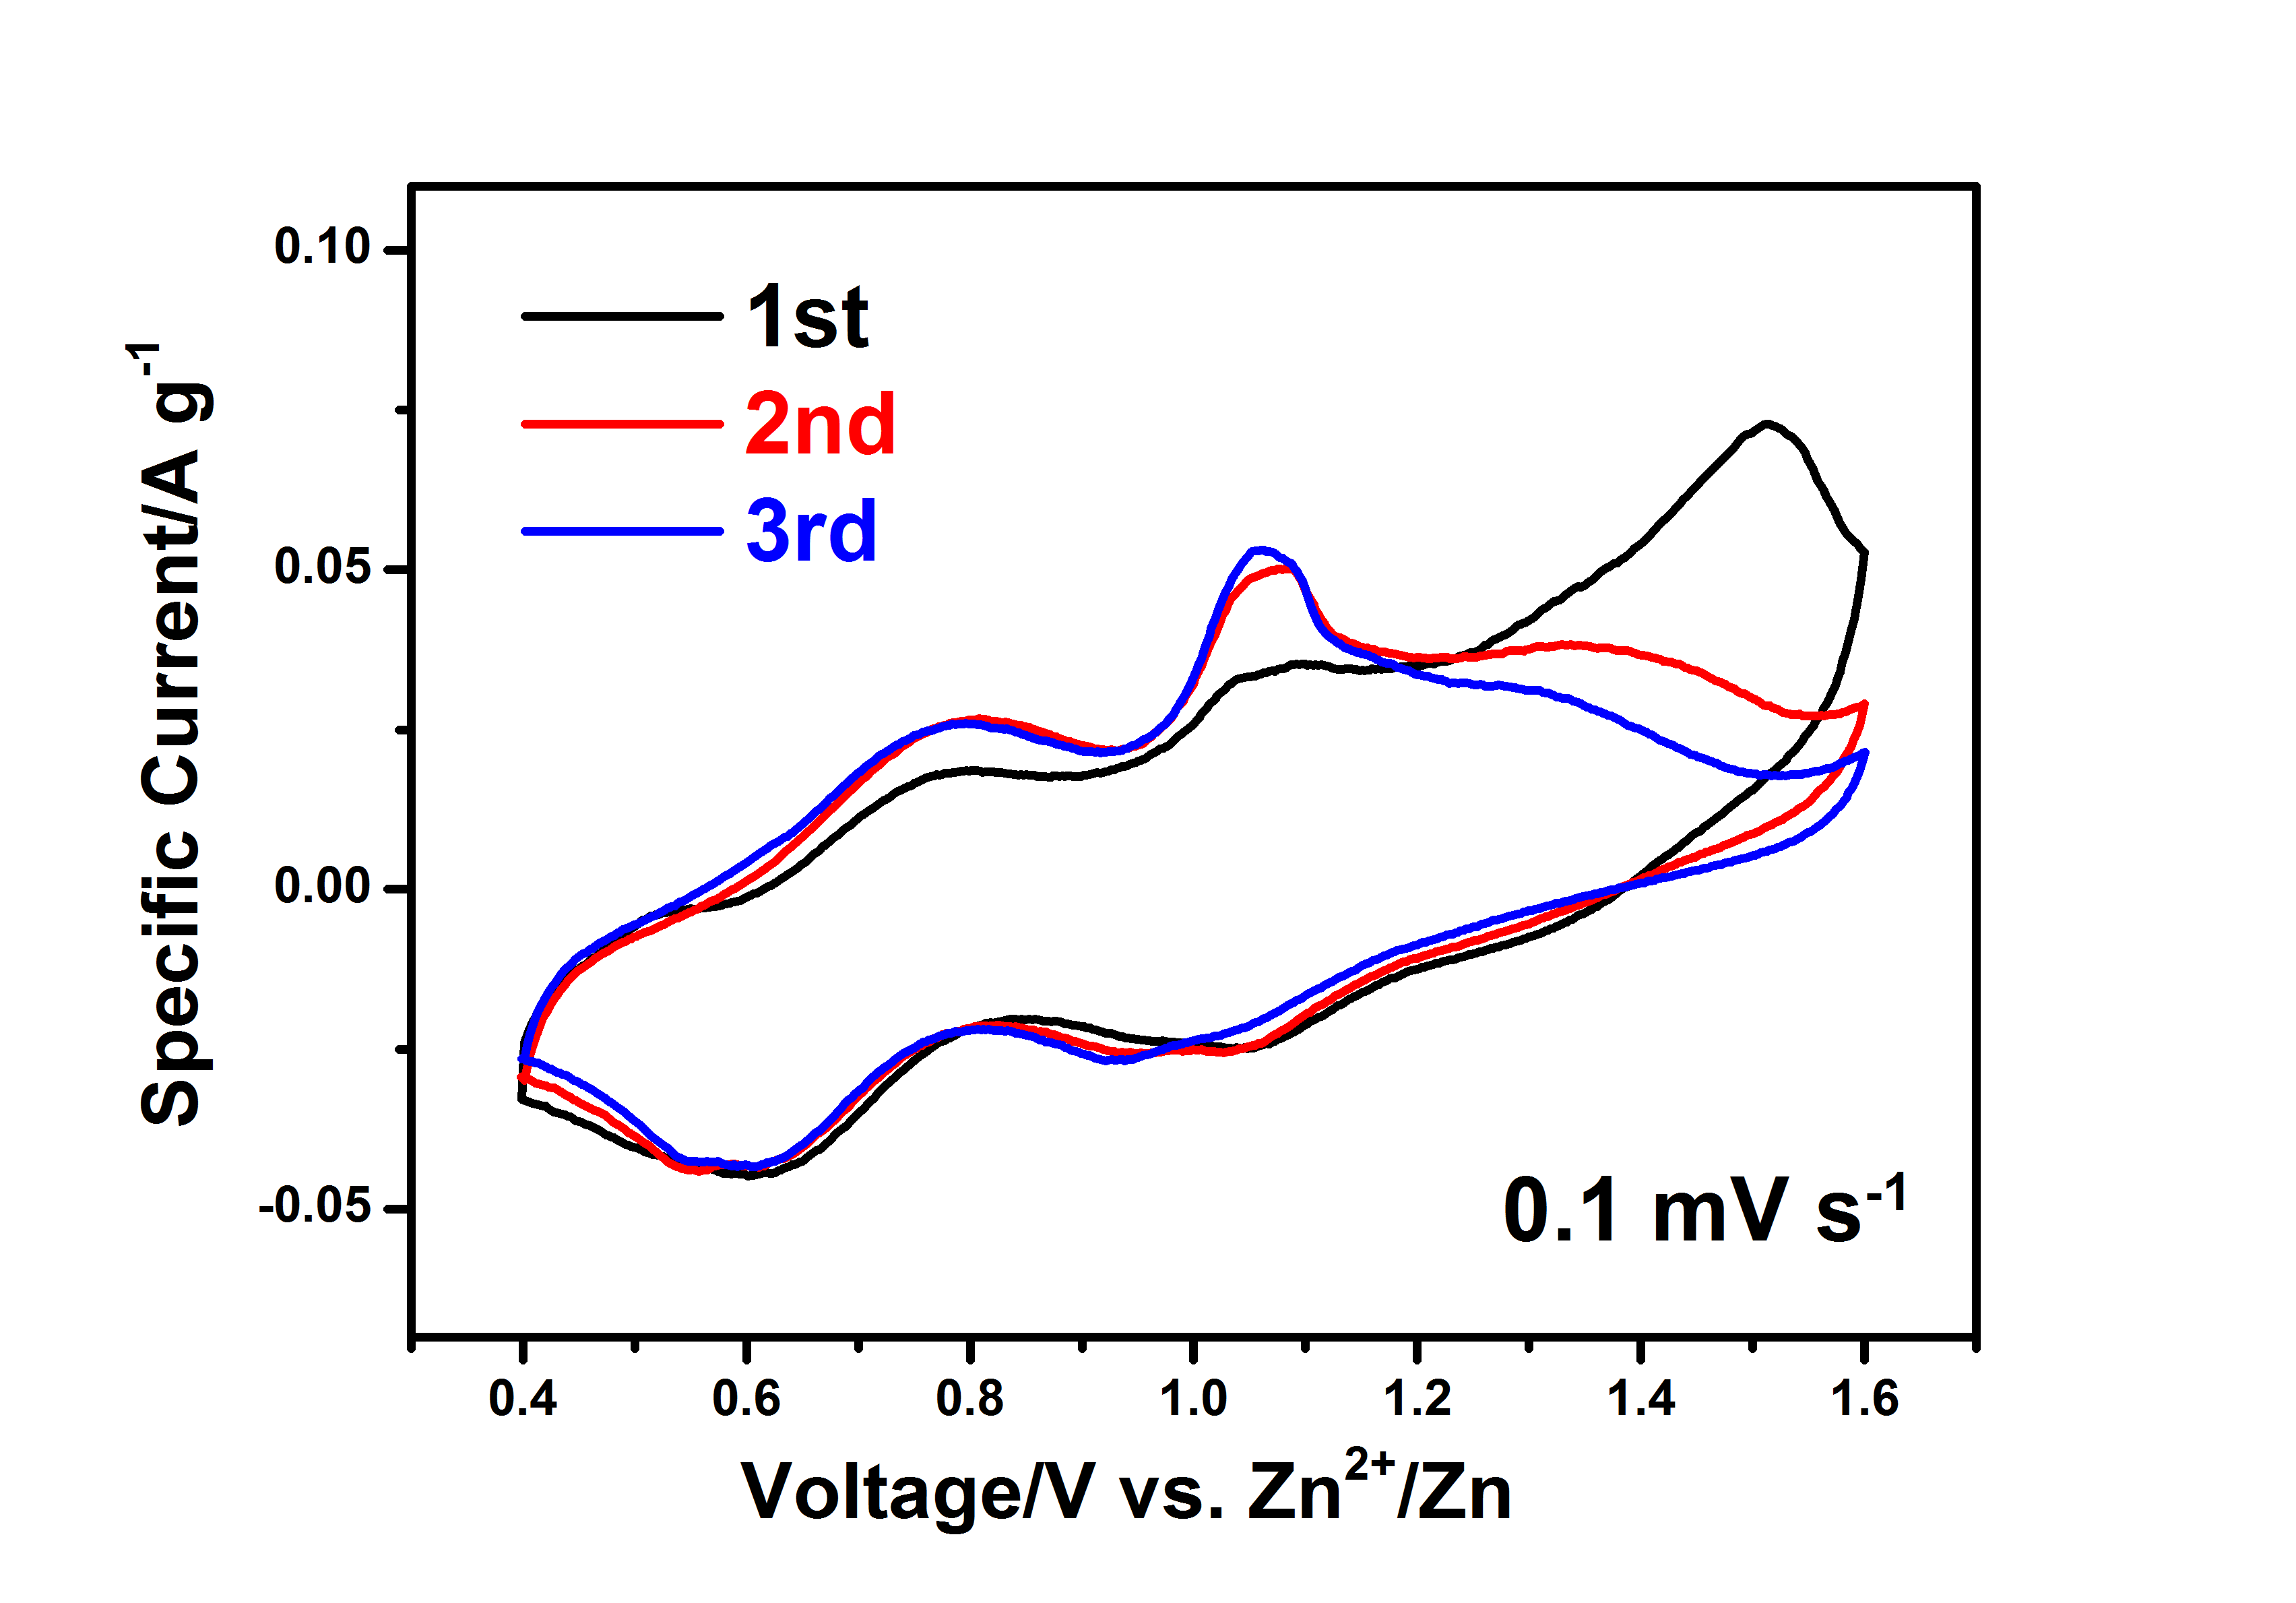 0.10
0.05
0.00
-0.05
Specific Current/A g⁻¹
1st
2nd
3rd
0.1 mV s⁻¹
0.4 0.6 0.8 1.0 1.2 1.4 1.6
Voltage/V vs. Zn²⁺/Zn